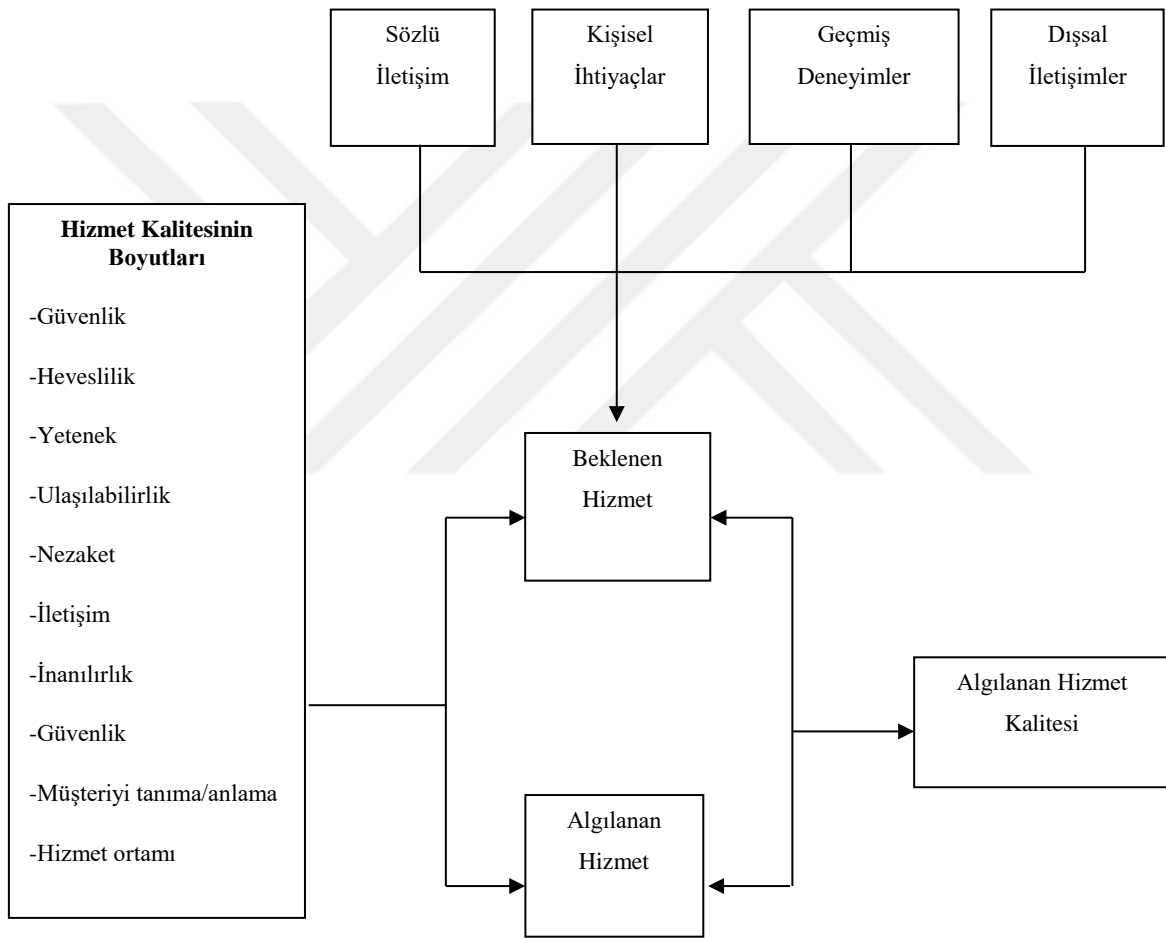 Sözlü
İletişim
Kişisel
İhtiyaçlar
Geçmiş
Deneyimler
Dışsal
İletişimler
Hizmet Kalitesinin
Boyutları
-Güvenlik
-Heveslilik
-Yetenek
-Ulaşılabilirlik
-Nezaket
-İletişim
-İnanılırlık
-Güvenlik
-Müşteriyi tanıma/anlama
-Hizmet ortamı
Beklenen
Hizmet
Algılanan Hizmet
Kalitesi
Algılanan
Hizmet